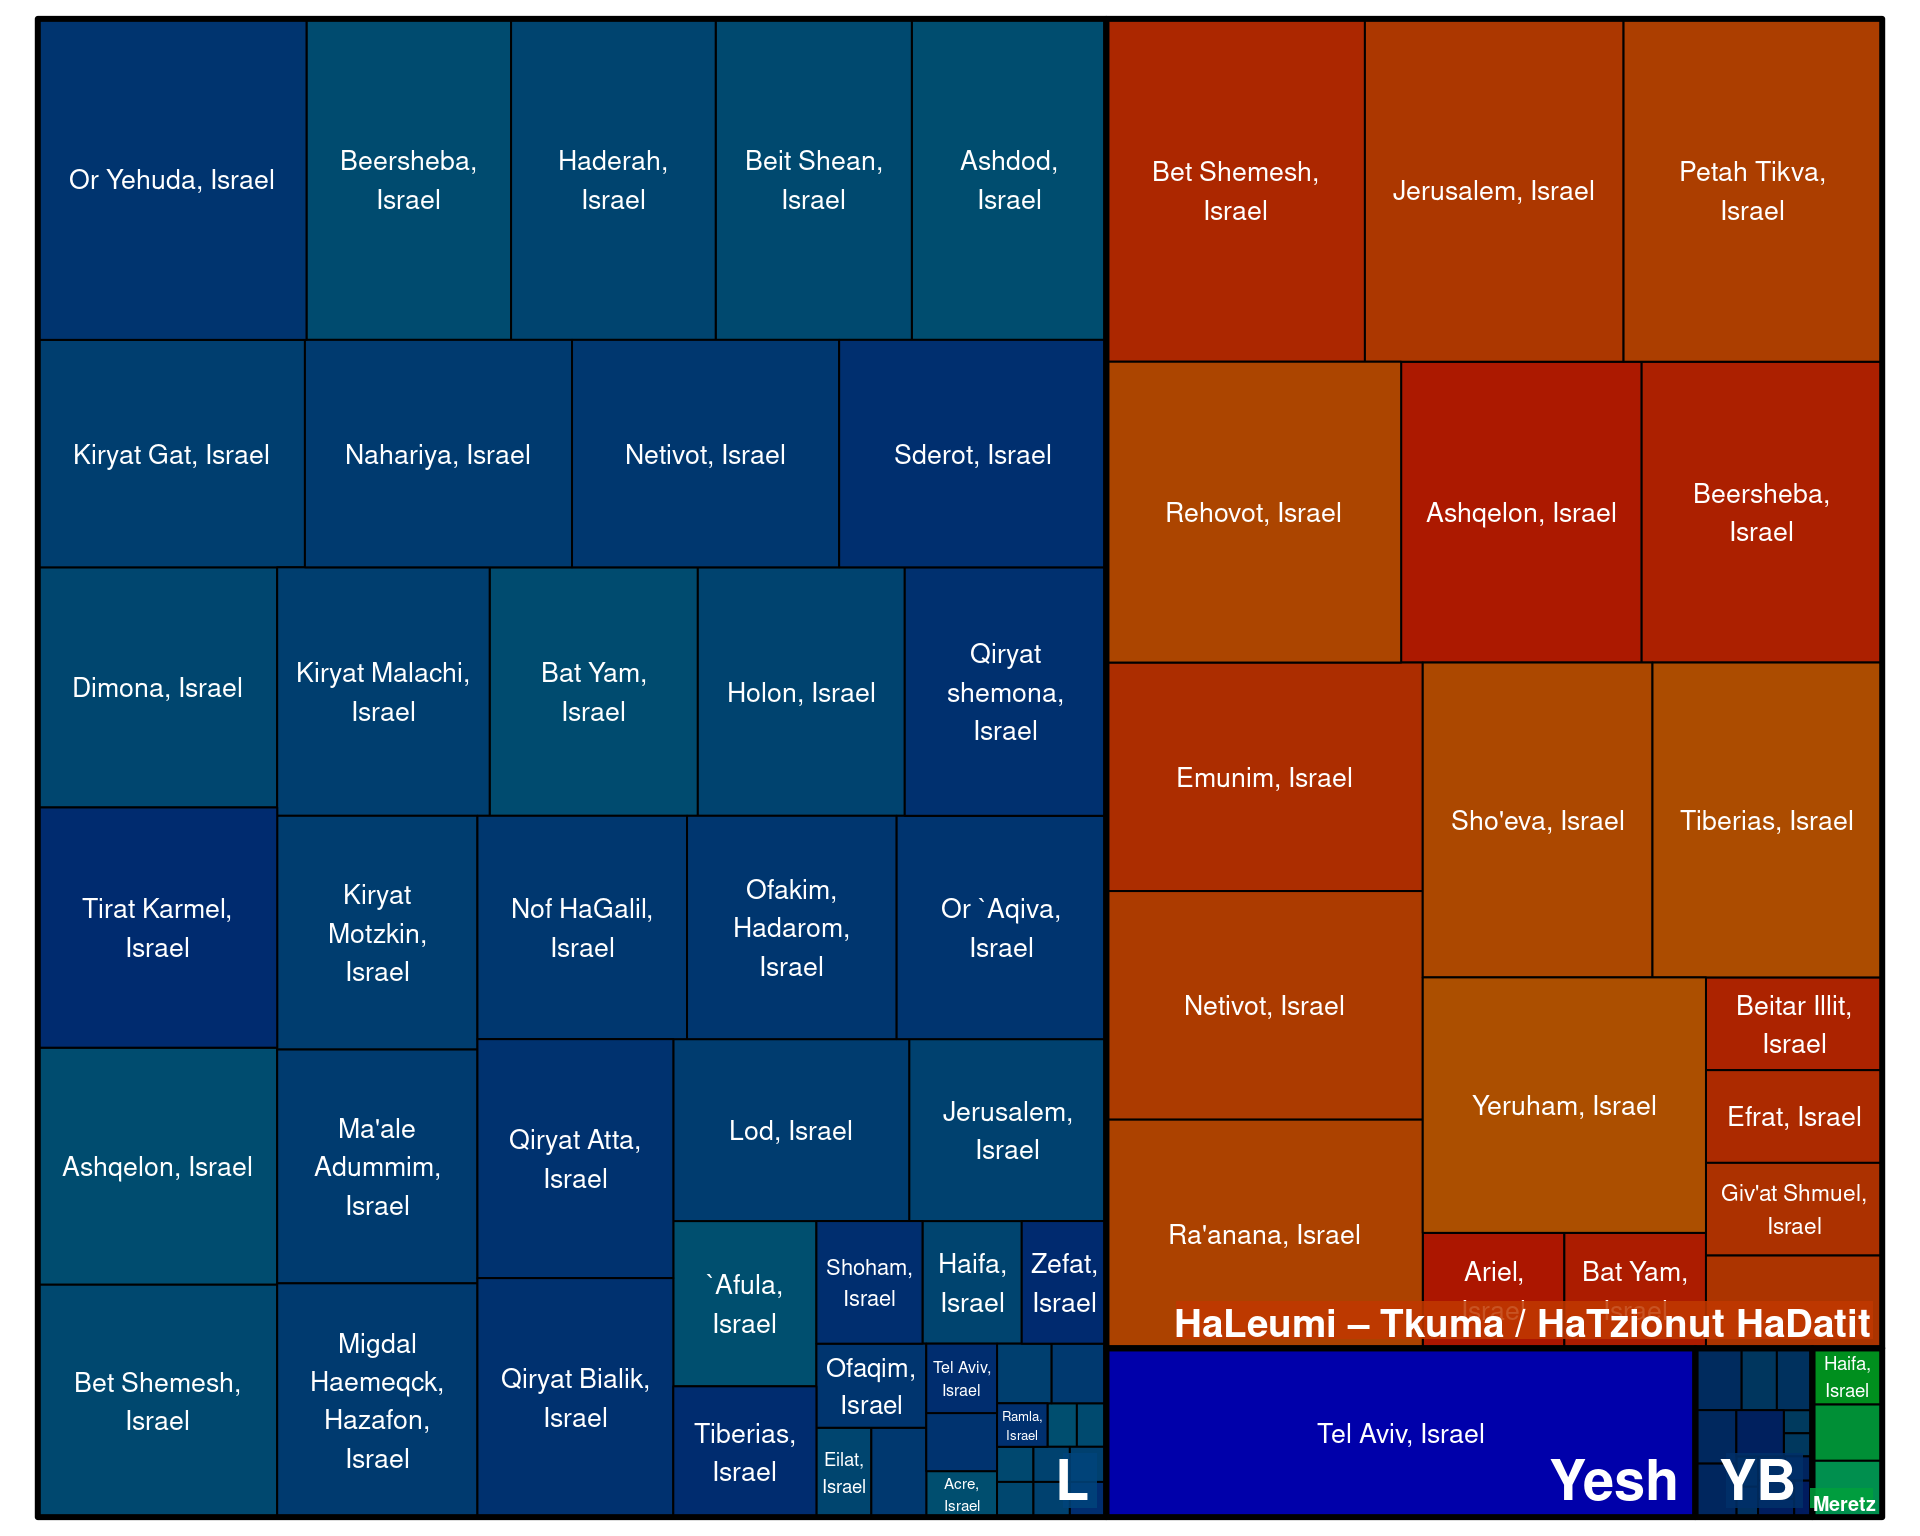 Or Yehuda, Israel
Beersheba,
Israel
Haderah,
Israel
Beit Shean,
Israel
Ashdod,
Israel
Kiryat Gat, Israel
Nahariya, Israel
Netivot, Israel
Sderot, Israel
Dimona, Israel
Kiryat Malachi,
Israel
Bat Yam,
Israel
Holon, Israel
Qiryat
shemona,
Israel
Tirat Karmel,
Israel
Kiryat
Motzkin,
Israel
Nof HaGalil,
Israel
Ofakim,
Hadarom,
Israel
Or `Aqiva,
Israel
Ashqelon, Israel
Ma'ale
Adummim,
Israel
Qiryat Atta,
Israel
Lod, Israel
Jerusalem,
Israel
Bet Shemesh,
Israel
Migdal
Haemeqck,
Hazafon,
Israel
Qiryat Bialik,
Israel
`Afula,
Israel
Shoham,
Israel
Haifa,
Israel
Zefat,
Israel
Tiberias,
Israel
Ofaqim,
Israel
Tel Aviv,
Israel
Ramla,
Israel
Eilat,
Israel
Acre,
Israel
L
Bet Shemesh,
Israel
Jerusalem, Israel
Petah Tikva,
Israel
Rehovot, Israel
Ashqelon, Israel
Beersheba,
Israel
Emunim, Israel
Sho'eva, Israel
Tiberias, Israel
Netivot, Israel
Yeruham, Israel
Beitar Illit,
Israel
Efrat, Israel
Giv'at Shmuel,
Israel
Ra'anana, Israel
Ariel,
Israel
Bat Yam,
Israel
HaLeumi – Tkuma / HaTzionut HaDatit
Tel Aviv, Israel
Yesh
YB
Haifa,
Israel
Meretz